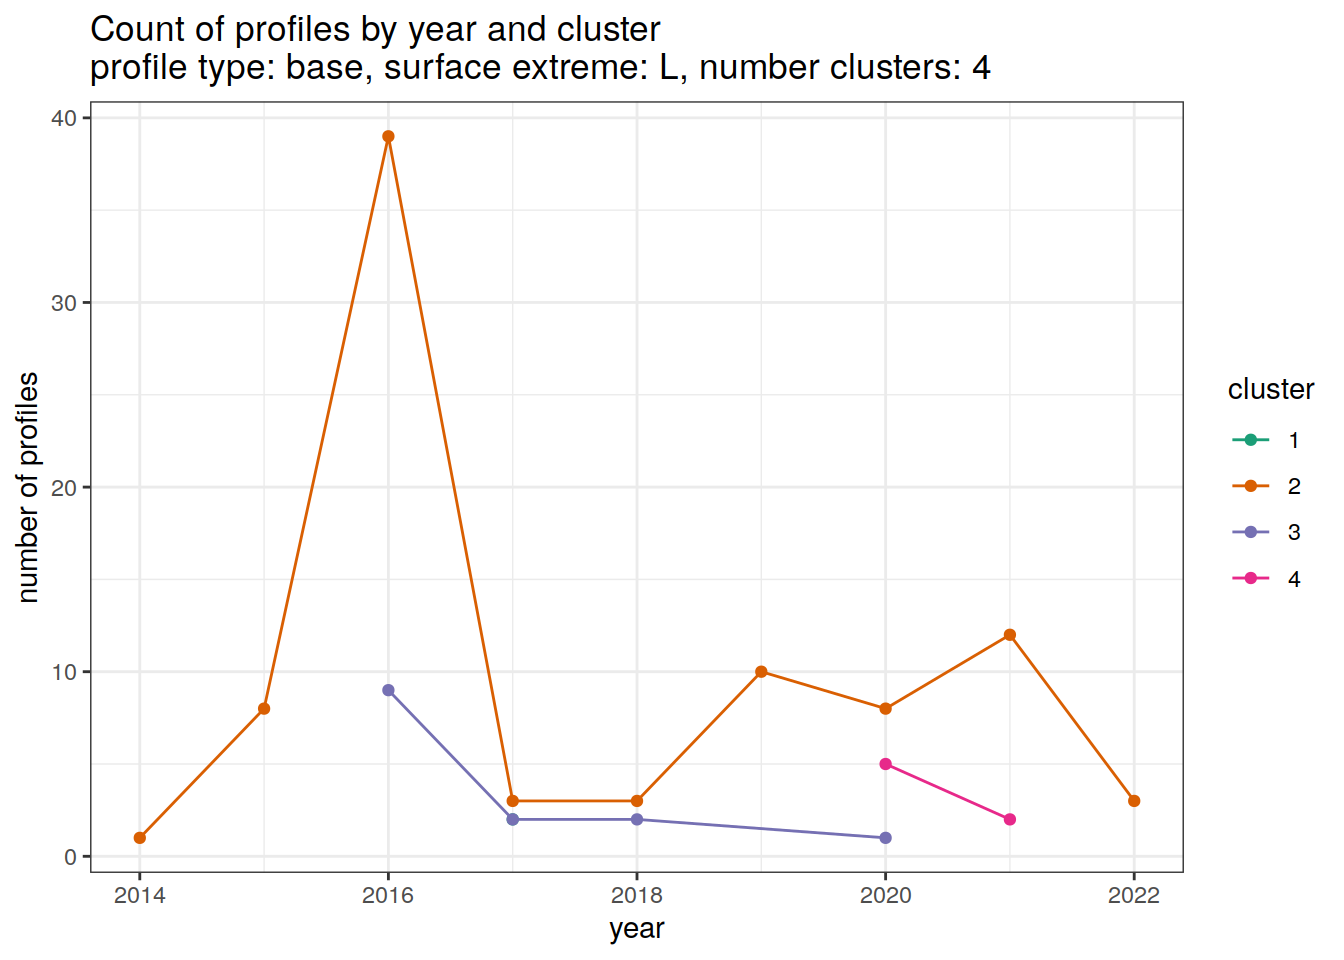 Count of profiles by year and cluster
profile type: base, surface extreme: L, number clusters: 4
40
30
20
10
0
number of profiles
2014 2016 2018 2020 2022
year
cluster
1
2
3
4